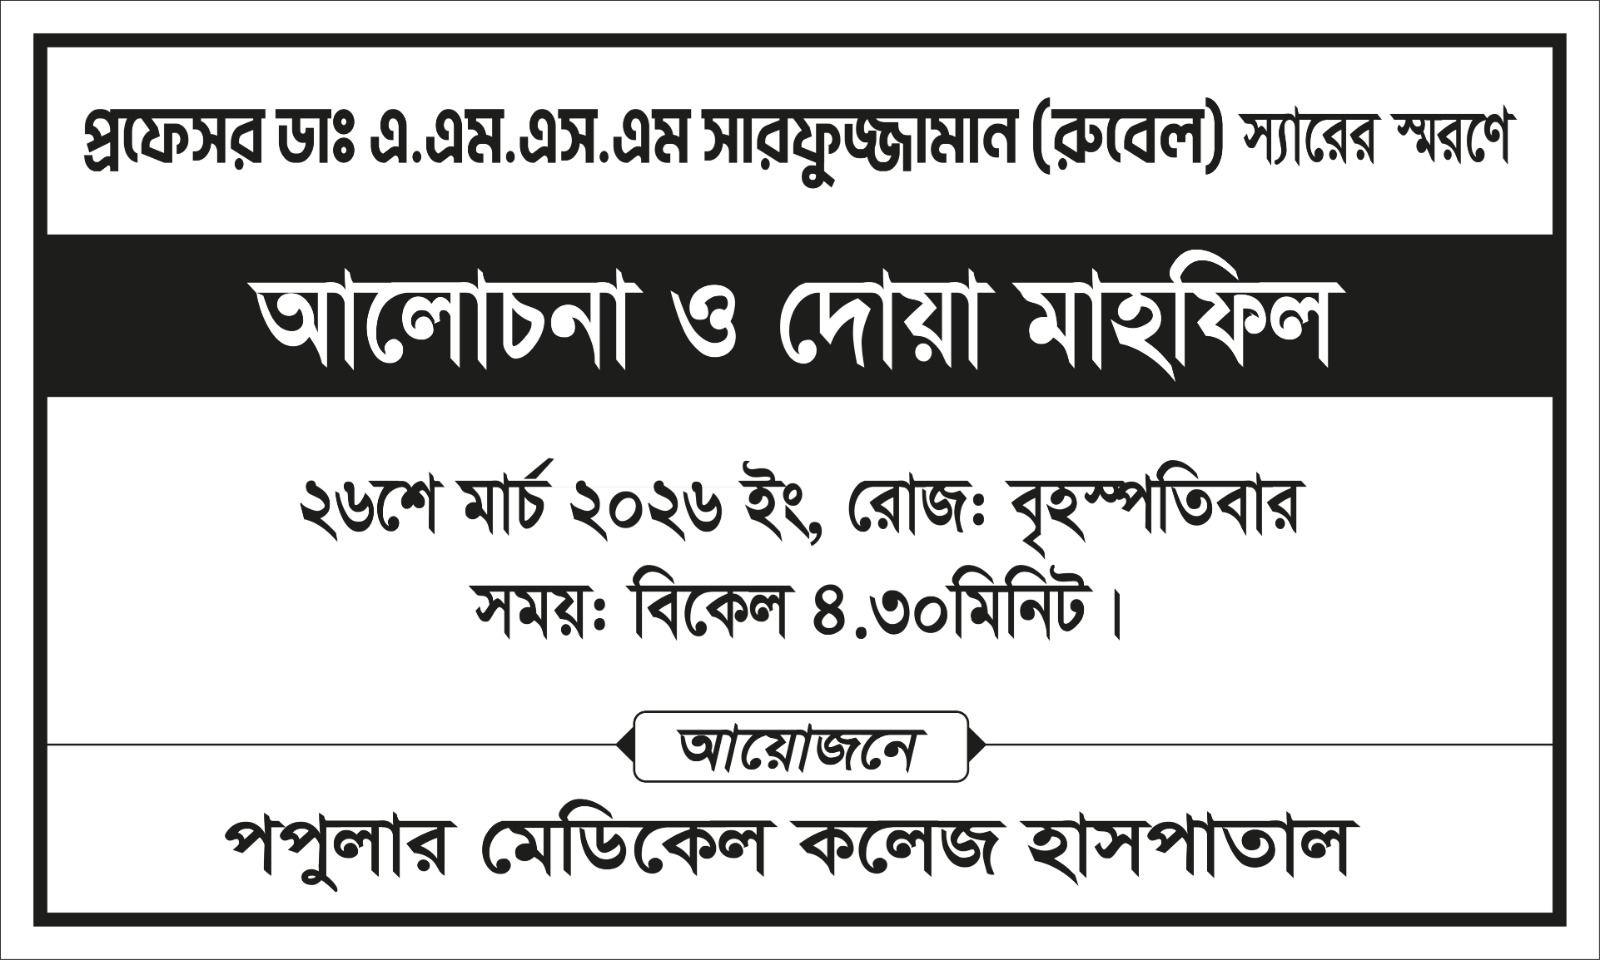 প্রফেসর ডাঃ এ.এম.এস.এম সারফুজ্জামান (রুবেল) স্যারের স্মরণে
আলোচনা ও দোয়া মাহফিল
২৬শে মার্চ ২০২৬ ইং, রোজ: বৃহস্পতিবার
সময়: বিকেল ৪.৩০মিনিট।
আয়োজনে
পপুলার মেডিকেল কলেজ হাসপাতাল